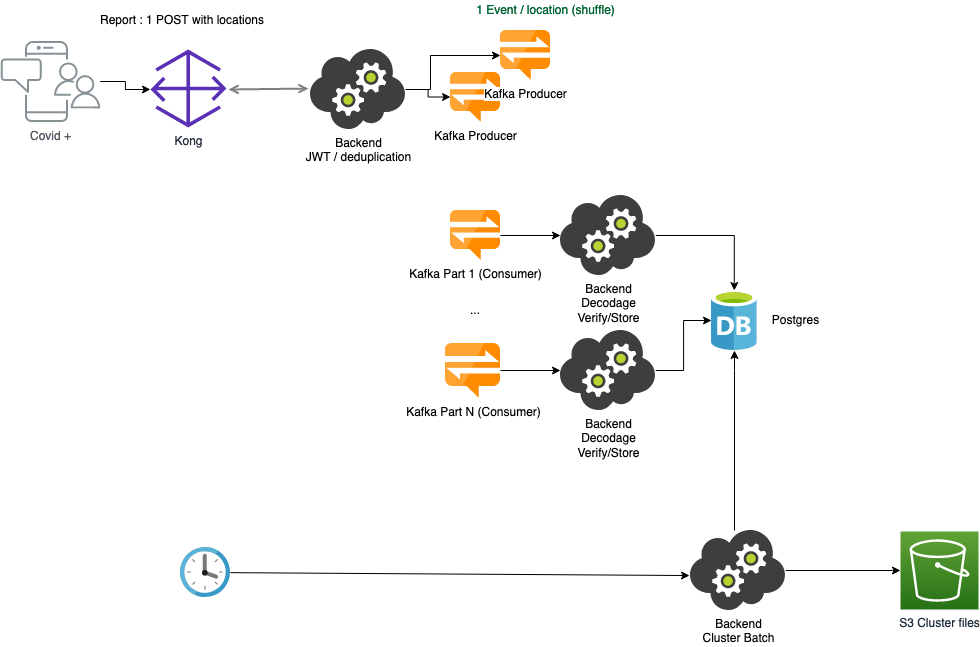 1 Event / location (shuffle)
Report : 1 POST with locations
Kafka Producer
Kafka Producer
Covid +
Kong
Backend
JWT / deduplication
Kafka Part 1 (Consumer)
Backend
Decodage
Verify/Store
...
DB
Postgres
Kafka Part N (Consumer)
Backend
Decodage
Verify/Store
Backend
Cluster Batch
S3 Cluster files